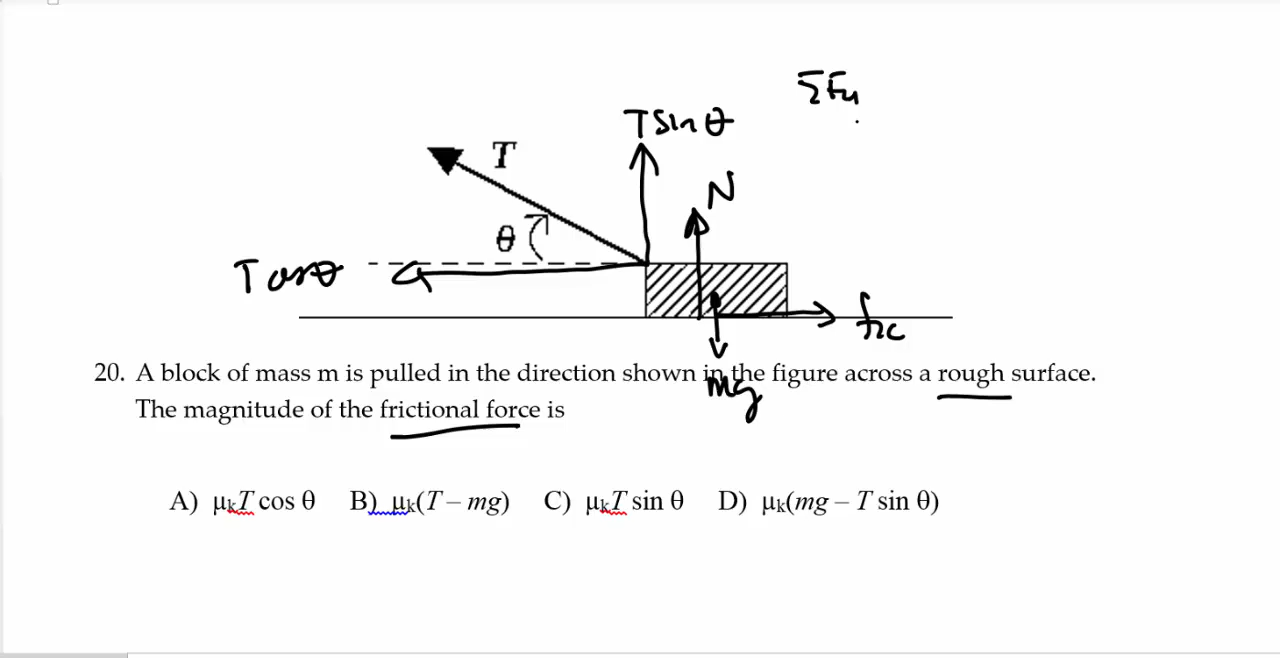 ΣFy
T sin θ
T
N
θ
T cos θ
fk
mg
20. A block of mass m is pulled in the direction shown in the figure across a rough surface.
The magnitude of the frictional force is
A) μkT cos θ B) μk(T – mg) C) μkT sin θ D) μk(mg – T sin θ)